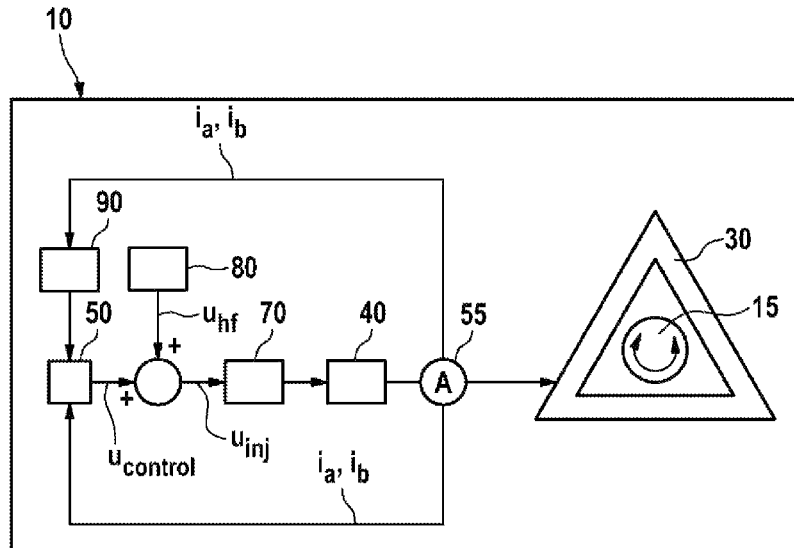 10
i_a, i_b
90
80
30
50
u_hf
70
40
55
15
+
+
A
u_control
u_inj
i_a, i_b